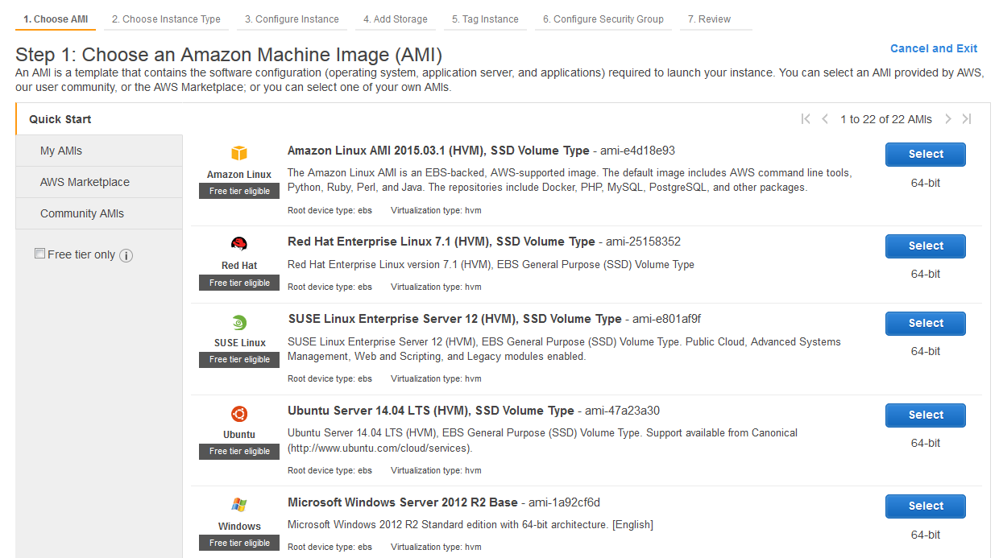 1. Choose AMI 2. Choose Instance Type 3. Configure Instance 4. Add Storage 5. Tag Instance 6. Configure Security Group 7. Review
Step 1: Choose an Amazon Machine Image (AMI)
Cancel and Exit
An AMI is a template that contains the software configuration (operating system, application server, and applications) required to launch your instance. You can select an AMI provided by AWS,
our user community, or the AWS Marketplace; or you can select one of your own AMIs.
Quick Start
1 to 22 of 22 AMIs
My AMIs
AWS Marketplace
Community AMIs
Free tier only
Amazon Linux
Free tier eligible
Amazon Linux AMI 2015.03.1 (HVM), SSD Volume Type - ami-e4d18e93
The Amazon Linux AMI is an EBS-backed, AWS-supported image. The default image includes AWS command line tools,
Python, Ruby, Perl, and Java. The repositories include Docker, PHP, MySQL, PostgreSQL, and other packages.
Root device type: ebs Virtualization type: hvm
Select
64-bit
Red Hat
Free tier eligible
Red Hat Enterprise Linux 7.1 (HVM), SSD Volume Type - ami-25158352
Red Hat Enterprise Linux version 7.1 (HVM), EBS General Purpose (SSD) Volume Type
Root device type: ebs Virtualization type: hvm
Select
64-bit
SUSE Linux
Free tier eligible
SUSE Linux Enterprise Server 12 (HVM), SSD Volume Type - ami-e801af9f
SUSE Linux Enterprise Server 12 (HVM), EBS General Purpose (SSD) Volume Type. Public Cloud, Advanced Systems
Management, Web and Scripting, and Legacy modules enabled.
Root device type: ebs Virtualization type: hvm
Select
64-bit
Ubuntu
Free tier eligible
Ubuntu Server 14.04 LTS (HVM), SSD Volume Type - ami-47a23a30
Ubuntu Server 14.04 LTS (HVM), EBS General Purpose (SSD) Volume Type. Support available from Canonical
(http://www.ubuntu.com/cloud/services).
Root device type: ebs Virtualization type: hvm
Select
64-bit
Windows
Free tier eligible
Microsoft Windows Server 2012 R2 Base - ami-1a92cf6d
Microsoft Windows 2012 R2 Standard edition with 64-bit architecture. [English]
Root device type: ebs Virtualization type: hvm
Select
64-bit